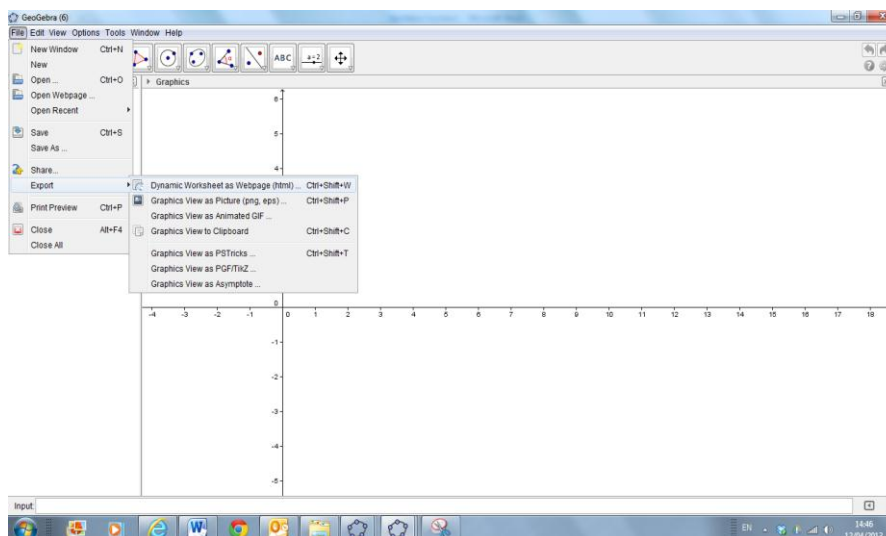 GeoGebra (6)
File Edit View Options Tools Window Help
New Window Ctrl+N
New
Open ... Ctrl+O
Open Webpage ...
Open Recent
Save Ctrl+S
Save As ...
Share...
Export
Print Preview Ctrl+P
Close Alt+F4
Close All
ABC
a=2
Graphics
Dynamic Worksheet as Webpage (html) ... Ctrl+Shift+W
Graphics View as Picture (png, eps) ... Ctrl+Shift+P
Graphics View as Animated GIF ...
Graphics View to Clipboard Ctrl+Shift+C
Graphics View as PSTricks ... Ctrl+Shift+T
Graphics View as PGF/TikZ ...
Graphics View as Asymptote ...
6
5
4
0
-4 -3 -2 -1 0 1 2 3 4 5 6 7 8 9 10 11 12 13 14 15 16 17 18
-1
-2
-3
-4
-5
Input:
EN
14:46
12/04/2013